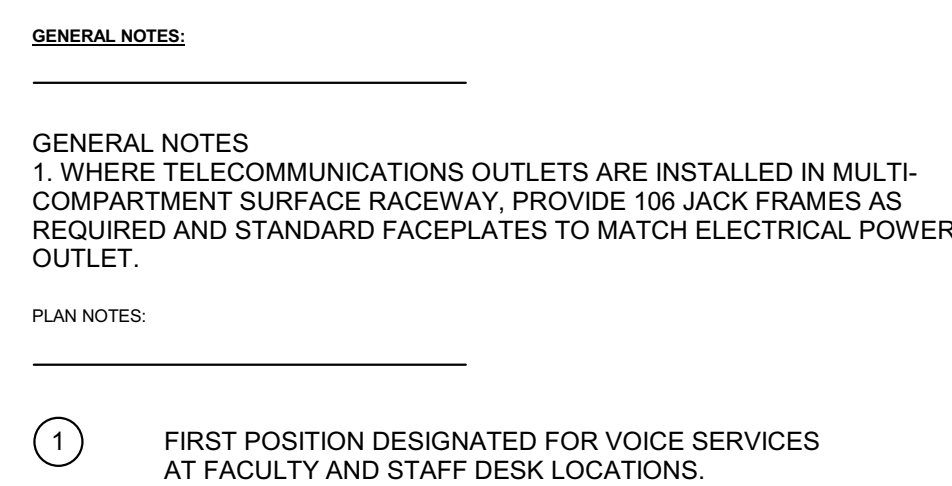 GENERAL NOTES:
GENERAL NOTES
1. WHERE TELECOMMUNICATIONS OUTLETS ARE INSTALLED IN MULTI-
COMPARTMENT SURFACE RACEWAY, PROVIDE 106 JACK FRAMES AS
REQUIRED AND STANDARD FACEPLATES TO MATCH ELECTRICAL POWER
OUTLET.
PLAN NOTES:
1 FIRST POSITION DESIGNATED FOR VOICE SERVICES
AT FACULTY AND STAFF DESK LOCATIONS.